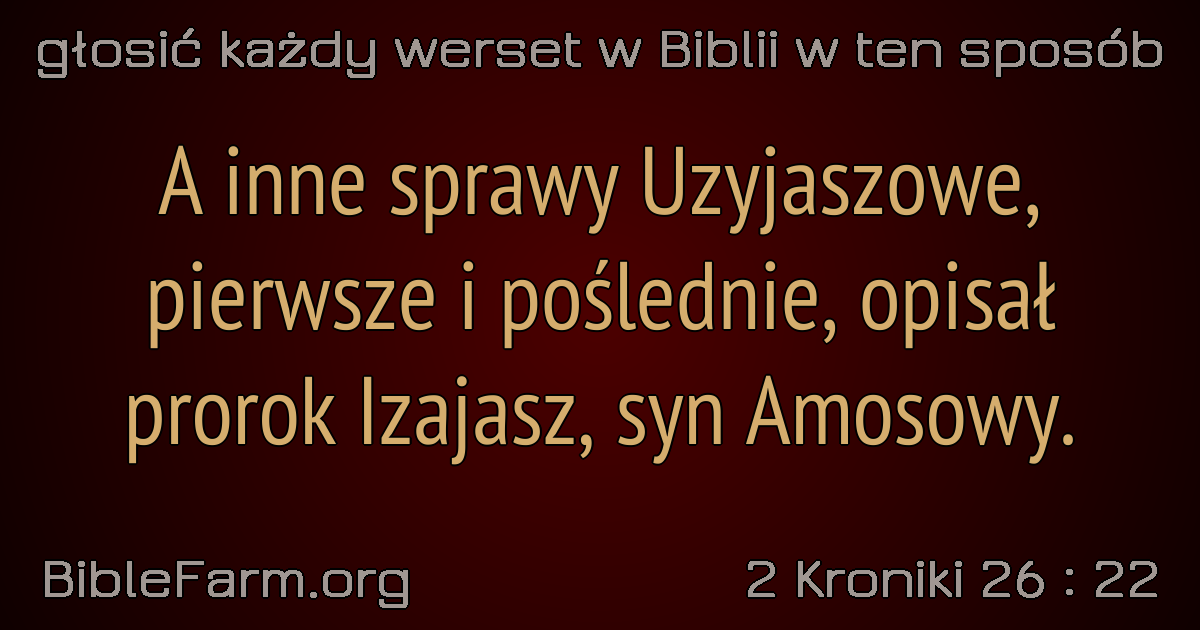 głosić każdy werset w Biblii w ten sposób
A inne sprawy Uzyjaszowe,
pierwsze i poślednie, opisał
prorok Izajasz, syn Amosowy.
BibleFarm.org
2 Kroniki 26 : 22